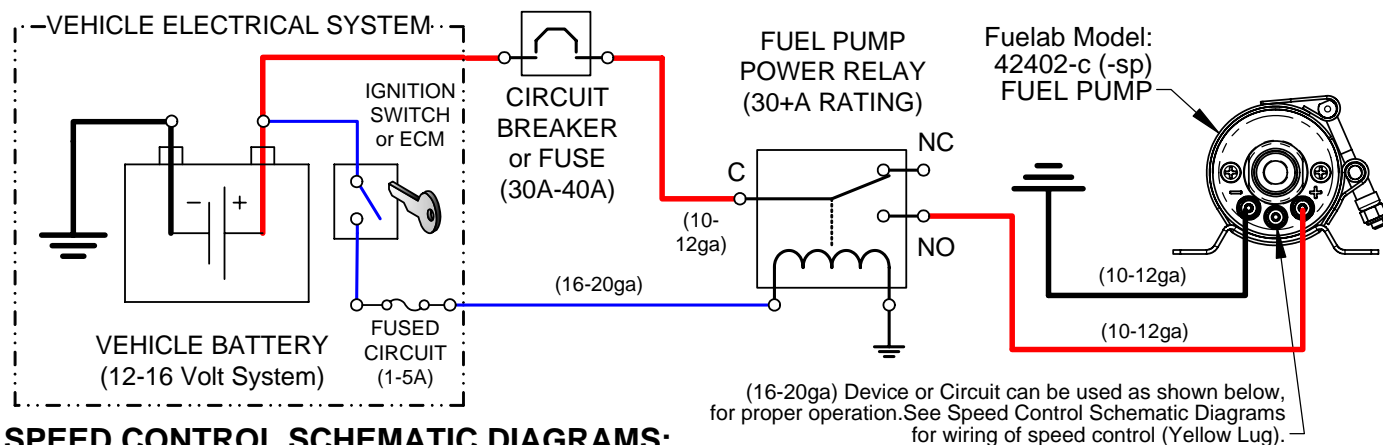 VEHICLE ELECTRICAL SYSTEM
IGNITION
SWITCH
or ECM
CIRCUIT
BREAKER
or FUSE
(30A-40A)
FUEL PUMP
POWER RELAY
(30+A RATING)
Fuelab Model:
42402-c (-sp)
FUEL PUMP
NC
C
NO
(10-
12ga)
- +
- +
(16-20ga)
(10-12ga)
(10-12ga)
FUSED
CIRCUIT
(1-5A)
VEHICLE BATTERY
(12-16 Volt System)
(16-20ga) Device or Circuit can be used as shown below,
for proper operation.See Speed Control Schematic Diagrams
for wiring of speed control (Yellow Lug).
SPEED CONTROL SCHEMATIC DIAGRAMS: